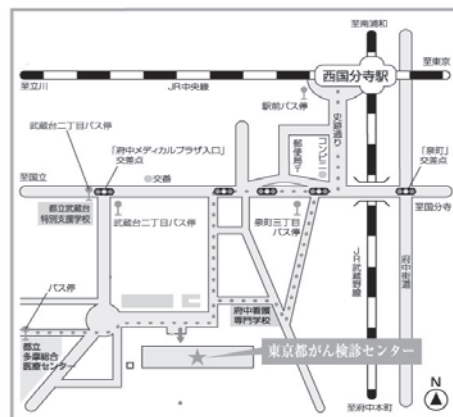 至南浦和
至東京
西国分寺駅
至立川
JR中央線
駅前バス停
史跡通り
武蔵台二丁目バス停
「府中メディカルプラザ入口」
交差点
郵便局〒
コンビニ
「泉町」
交差点
交番
至国立
至国分寺
都立武蔵台
特別支援学校
武蔵台二丁目バス停
泉町三丁目
バス停
JR武蔵野線
府中街道
バス停
府中看護
専門学校
都立
多摩総合
医療センター
東京都がん検診センター
N
至府中本町